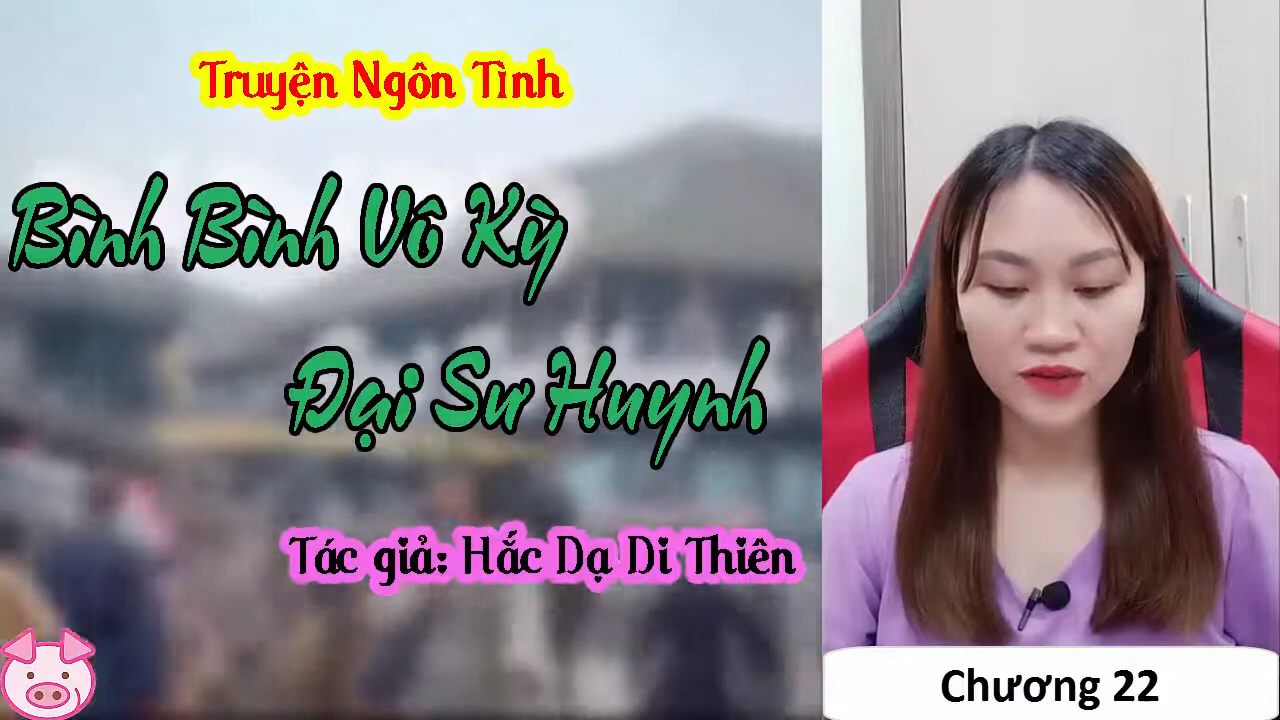 Truyện Ngôn Tình
Bình Bình Vô Kỳ
Đại Sư Huynh
Tác giả: Hắc Dạ Di Thiên
Chương 22